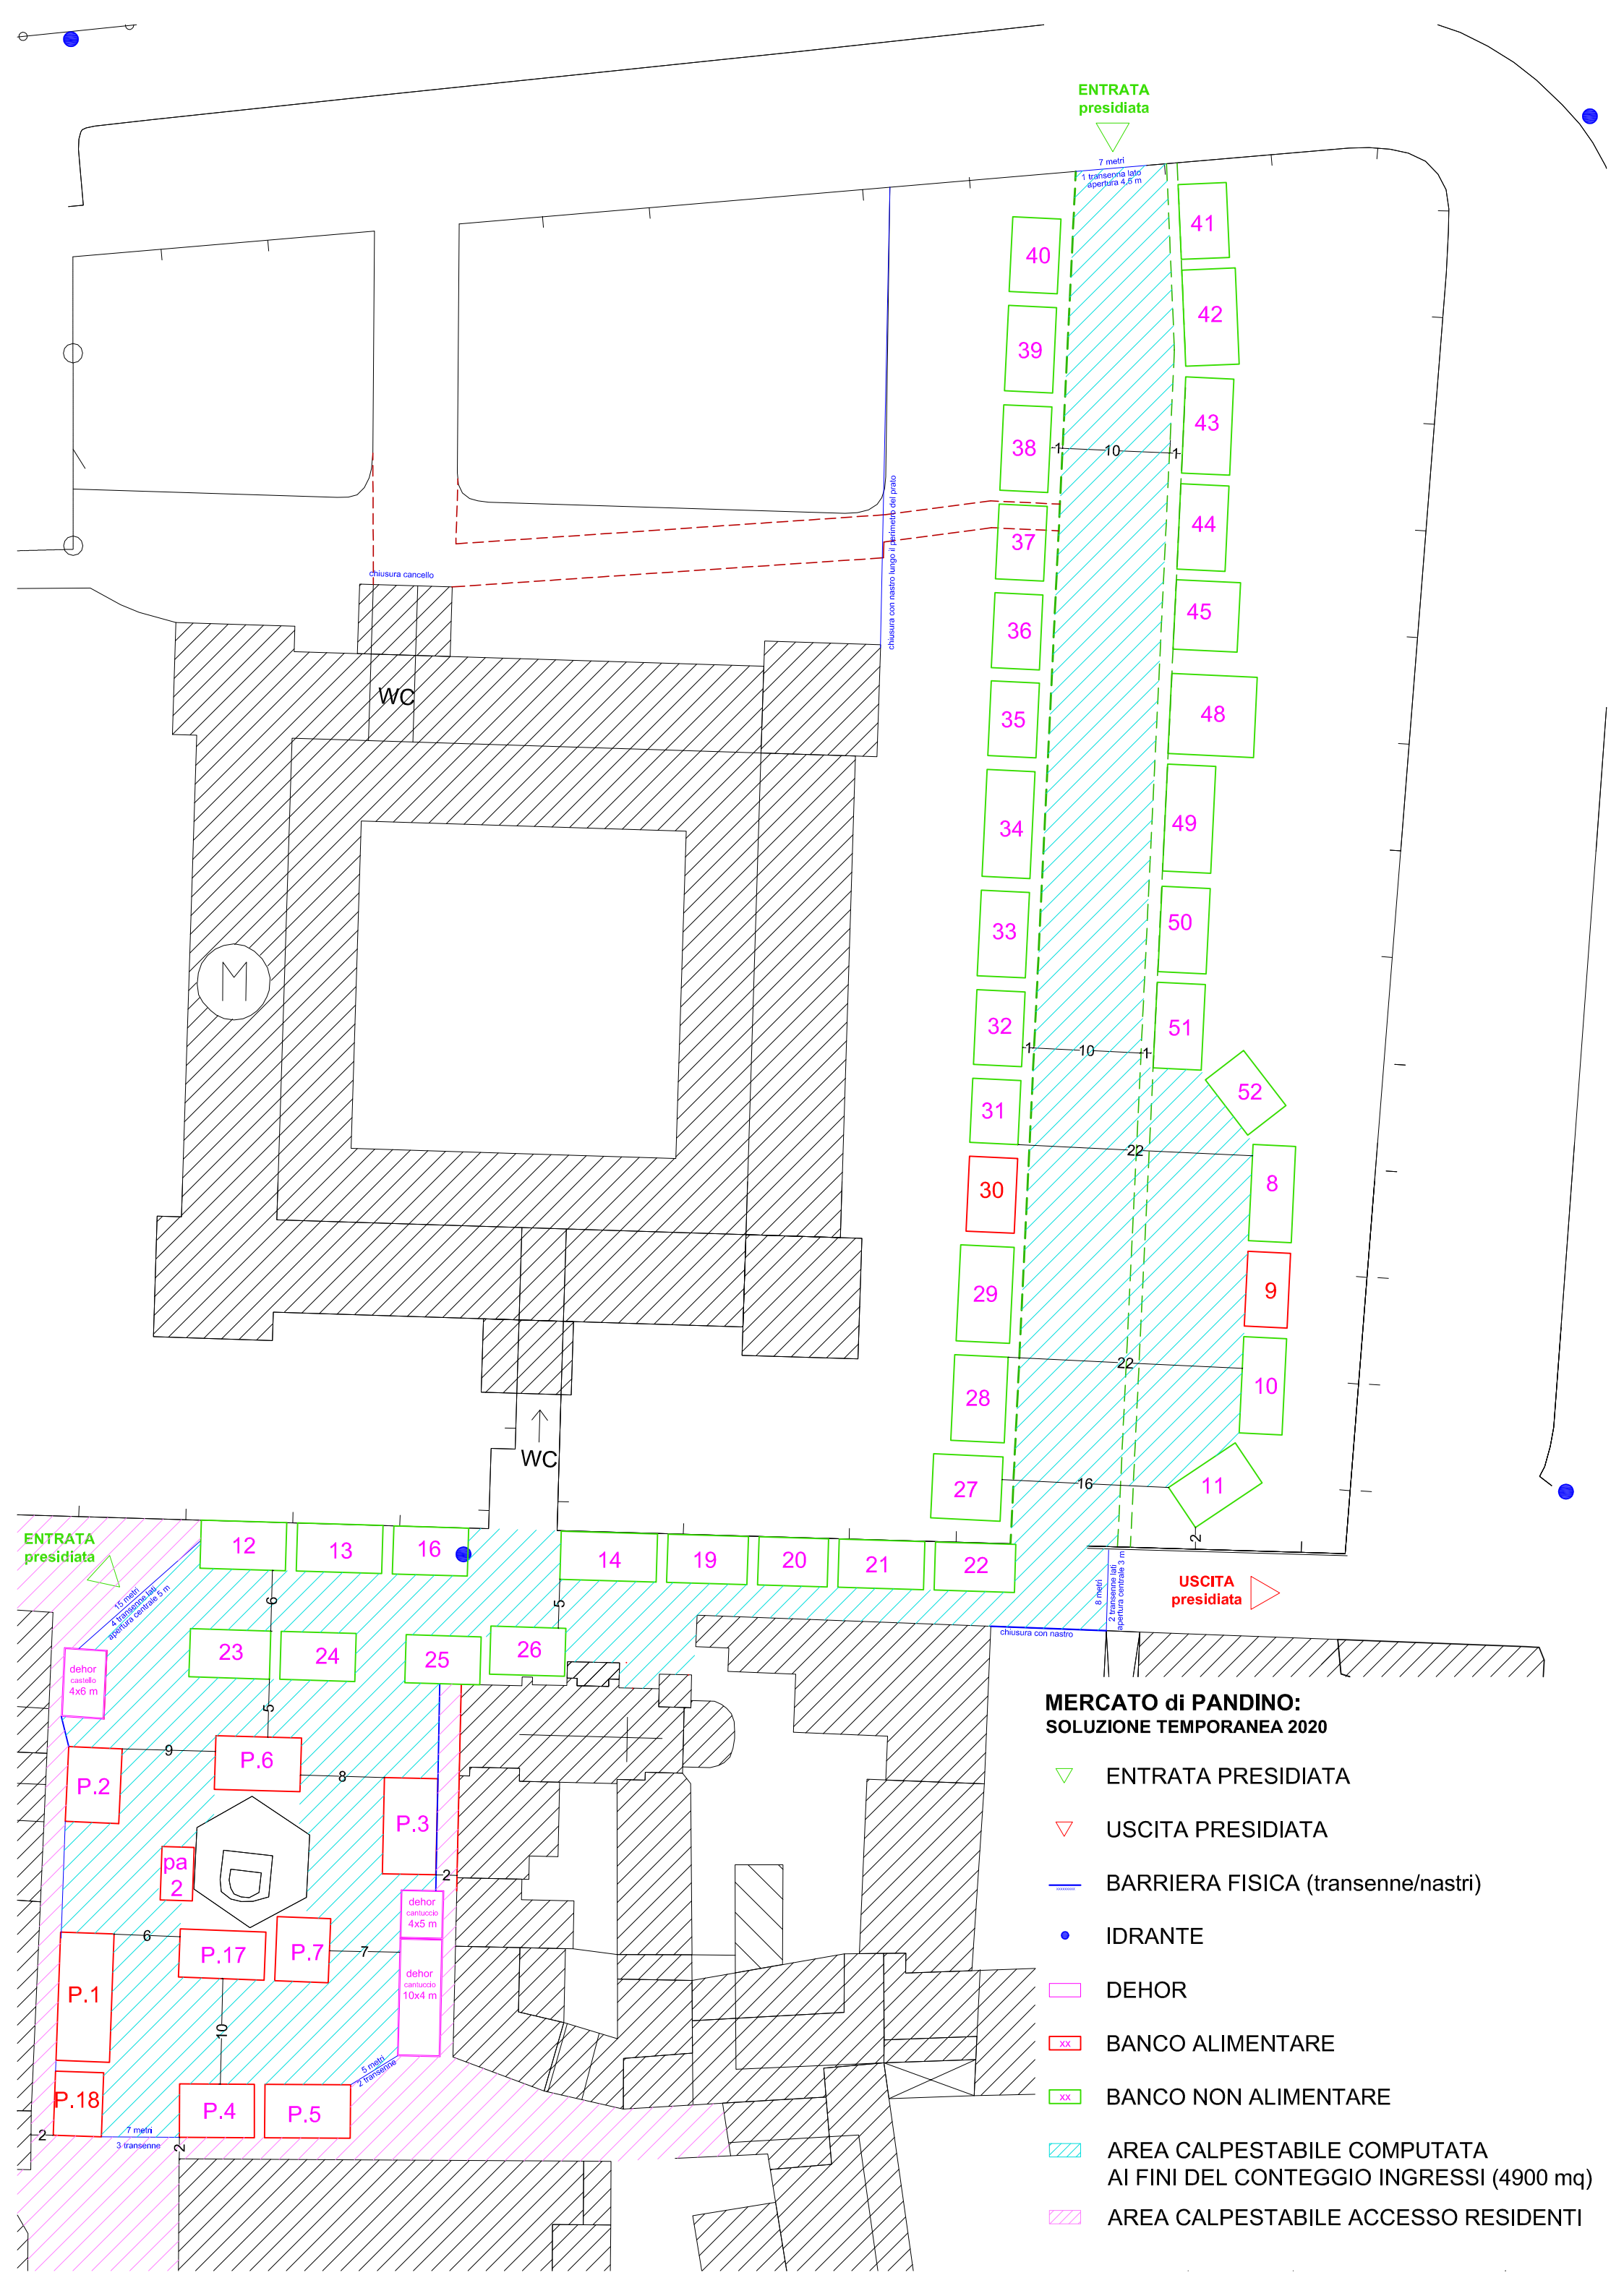 ENTRATA
presidiata
7 metri
1 transenna lato
apertura 4,5 m
41
40
42
39
43
38
1
10
1
chiusura con nastro lungo il perimetro del prato
44
37
chiusura cancello
45
36
WC
48
35
49
34
50
33
M
51
32
1
10
1
52
31
22
8
30
9
29
22
10
28
WC
27
16
11
2
ENTRATA
presidiata
12
13
16
14
19
20
21
22
15 metri
4 transenne lati
apertura centrale 5 m
6
5
8 metri
2 transenne lati
apertura centrale 3 m
USCITA
presidiata
chiusura con nastro
23
24
25
26
dehor
castello
4x6 m
5
9
P.6
P.2
8
P.3
pa
2
2
dehor
cantuccio
4x5 m
6
P.17
P.7
7
dehor
cantuccio
10x4 m
P.1
10
5 metri
2 transenne
P.18
P.4
P.5
2
7 metri
3 transenne
2
MERCATO di PANDINO:
SOLUZIONE TEMPORANEA 2020
ENTRATA PRESIDIATA
USCITA PRESIDIATA
BARRIERA FISICA (transenne/nastri)
IDRANTE
DEHOR
xx BANCO ALIMENTARE
xx BANCO NON ALIMENTARE
AREA CALPESTABILE COMPUTATA
AI FINI DEL CONTEGGIO INGRESSI (4900 mq)
AREA CALPESTABILE ACCESSO RESIDENTI